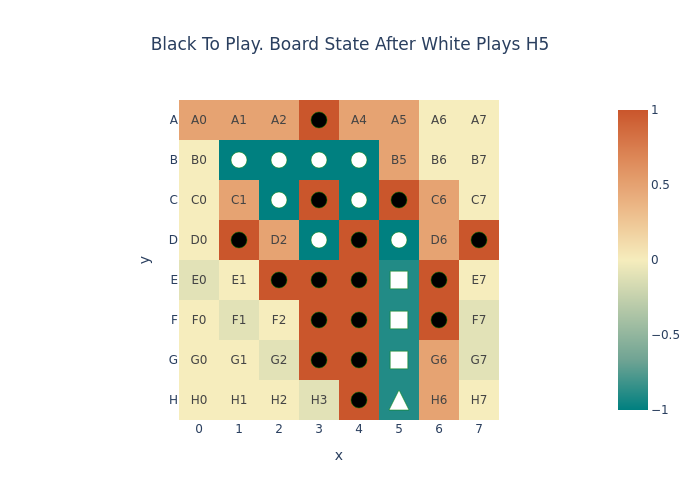 Black To Play. Board State After White Plays H5
A A0 A1 A2 A4 A5 A6 A7
B B0 B5 B6 B7
C C0 C1 C6 C7
D D0 D2 D6
E E0 E1 E7
F F0 F1 F2 F7
G G0 G1 G2 G6 G7
H H0 H1 H2 H3 H6 H7
0 1 2 3 4 5 6 7
x
y
1
0.5
0
−0.5
−1